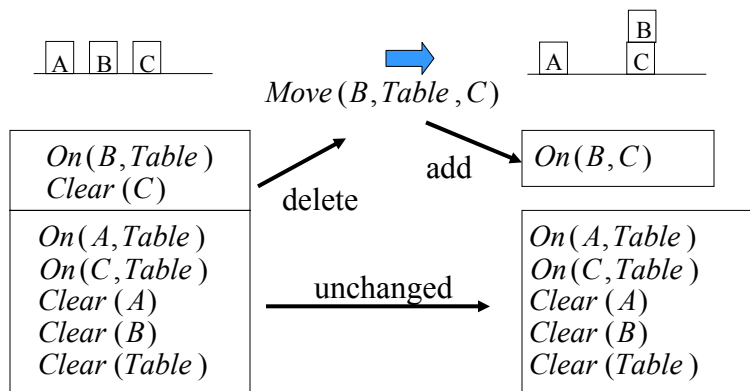 A B C
B
A C
Move(B,Table,C)
On(B,Table)
Clear(C)
delete
add
On(B,C)
On(A,Table)
On(C,Table)
Clear(A)
Clear(B)
Clear(Table)
unchanged
On(A,Table)
On(C,Table)
Clear(A)
Clear(B)
Clear(Table)